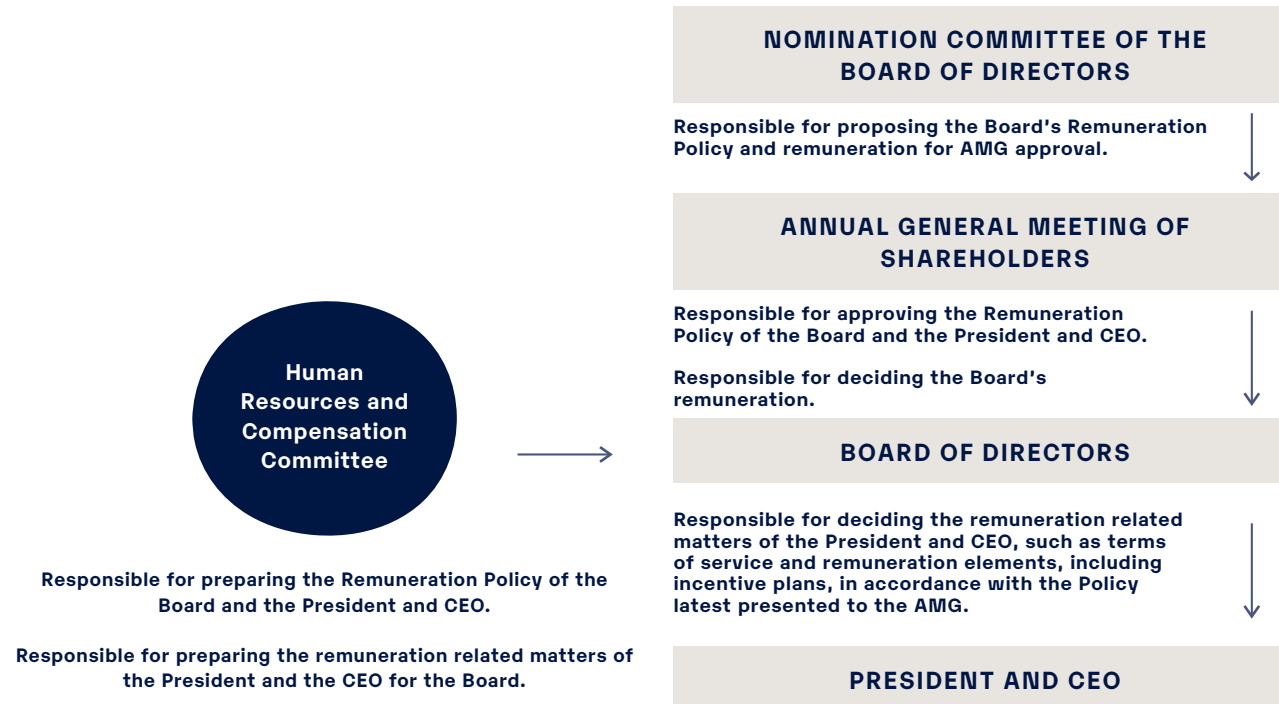 NOMINATION COMMITTEE OF THE
BOARD OF DIRECTORS
Responsible for proposing the Board's Remuneration
Policy and remuneration for AMG approval.
ANNUAL GENERAL MEETING OF
SHAREHOLDERS
Responsible for approving the Remuneration
Policy of the Board and the President and CEO.
Responsible for deciding the Board's
remuneration.
Human
Resources and
Compensation
Committee
Responsible for preparing the Remuneration Policy of the
Board and the President and CEO.
Responsible for preparing the remuneration related matters of
the President and the CEO for the Board.
BOARD OF DIRECTORS
Responsible for deciding the remuneration related
matters of the President and CEO, such as terms
of service and remuneration elements, including
incentive plans, in accordance with the Policy
latest presented to the AMG.
PRESIDENT AND CEO